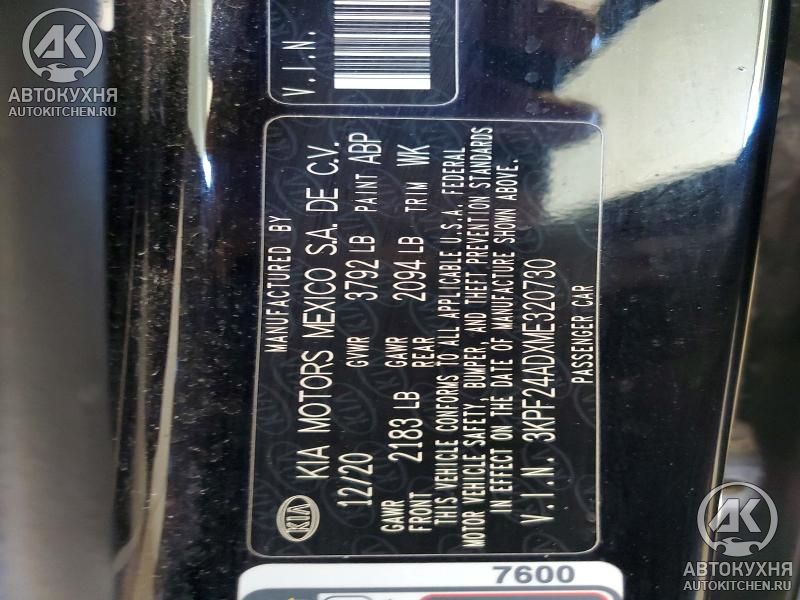 V.I.N.
MANUFACTURED BY
KIA MOTORS MEXICO S.A. DE C.V.
KIA
12/20 GVWR 3792 LB PAINT ABP
GAWR FRONT 2183 LB GAWR REAR 2094 LB TRIM WK
THIS VEHICLE CONFORMS TO ALL APPLICABLE U.S.A. FEDERAL
MOTOR VEHICLE SAFETY, BUMPER, AND THEFT PREVENTION STANDARDS
IN EFFECT ON THE DATE OF MANUFACTURE SHOWN ABOVE.
V.I.N. 3KPF24ADXME320730
PASSENGER CAR
7600
АК
АВТОКУХНЯ
AUTOKITCHEN.RU
АК
АВТОКУХНЯ
AUTOKITCHEN.RU